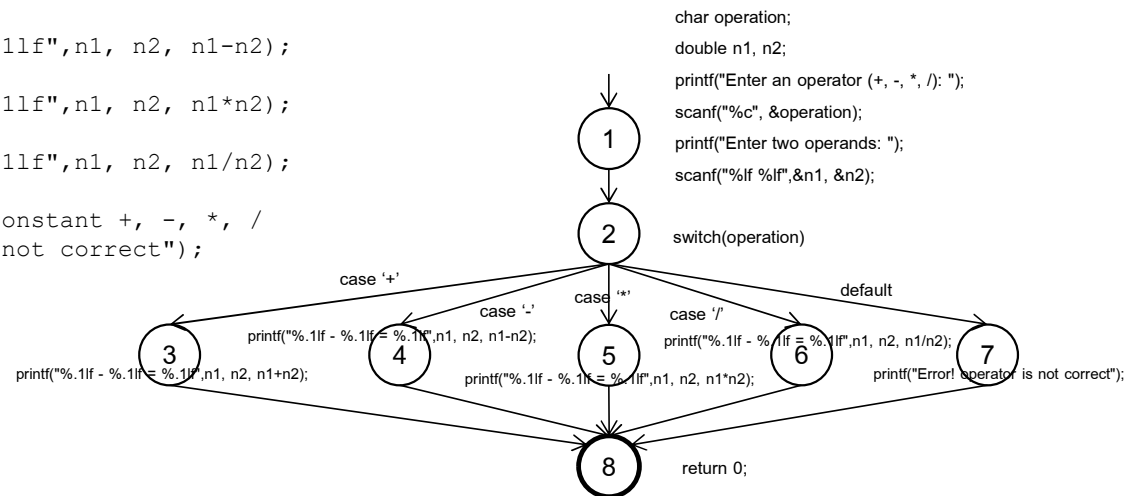 1lf",n1, n2, n1-n2);
1lf",n1, n2, n1*n2);
1lf",n1, n2, n1/n2);
onstant +, -, *, /
not correct");
char operation;
double n1, n2;
printf("Enter an operator (+, -, *, /): ");
scanf("%c", &operation);
printf("Enter two operands: ");
scanf("%lf %lf",&n1, &n2);
1
2
switch(operation)
case ‘+’
case ‘-’
case ‘*’
case ‘/’
default
3
printf("%.1lf - %.1lf = %.1lf",n1, n2, n1+n2);
4
printf("%.1lf - %.1lf = %.1lf",n1, n2, n1-n2);
5
printf("%.1lf - %.1lf = %.1lf",n1, n2, n1*n2);
6
printf("%.1lf - %.1lf = %.1lf",n1, n2, n1/n2);
7
printf("Error! operator is not correct");
8
return 0;